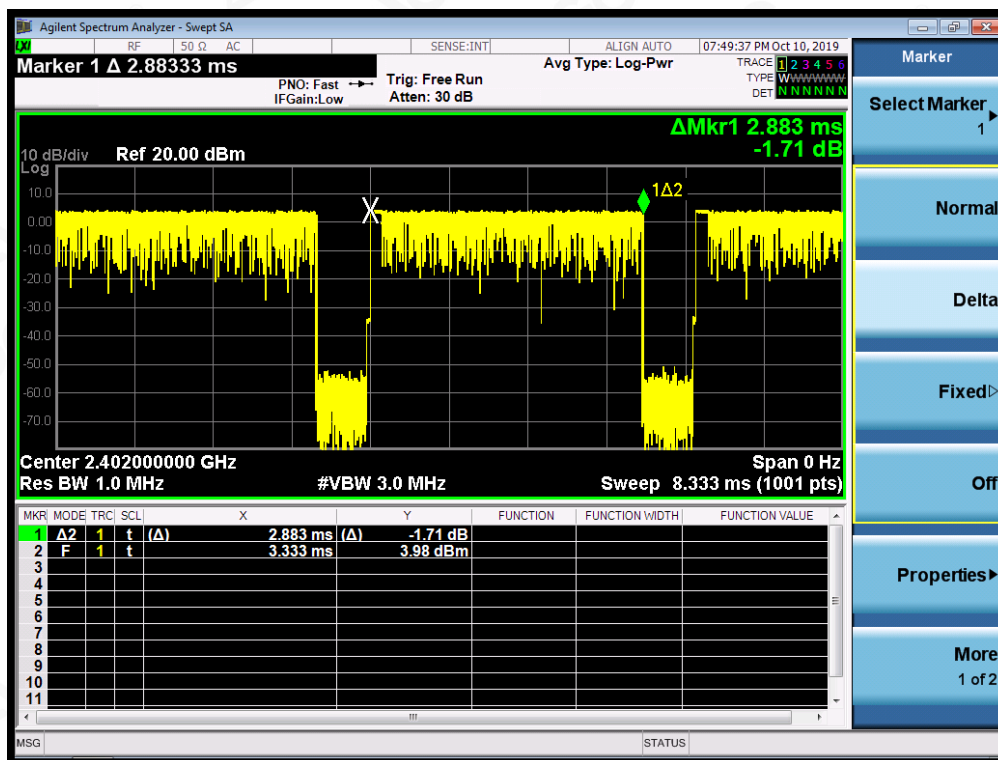 Agilent Spectrum Analyzer - Swept SA
LXI RF 50 Ω AC SENSE:INT ALIGN AUTO 07:49:37 PM Oct 10, 2019
Marker 1 Δ 2.88333 ms
PNO: Fast
IFGain:Low
Trig: Free Run
Atten: 30 dB
Avg Type: Log-Pwr
TRACE 1 2 3 4 5 6
TYPE WWWWWW
DET N N N N N N
ΔMkr1 2.883 ms
-1.71 dB
10 dB/div Ref 20.00 dBm
Log
10.0
0.00
-10.0
-20.0
-30.0
-40.0
-50.0
-60.0
-70.0
1Δ2
Center 2.402000000 GHz Span 0 Hz
Res BW 1.0 MHz #VBW 3.0 MHz Sweep 8.333 ms (1001 pts)
MKR MODE TRC SCL X Y FUNCTION FUNCTION WIDTH FUNCTION VALUE
1 Δ2 1 t (Δ) 2.883 ms (Δ) -1.71 dB
2 F 1 t 3.333 ms 3.98 dBm
3
4
5
6
7
8
9
10
11
MSG STATUS
Marker
Select Marker
1
Normal
Delta
Fixed
Off
Properties
More
1 of 2